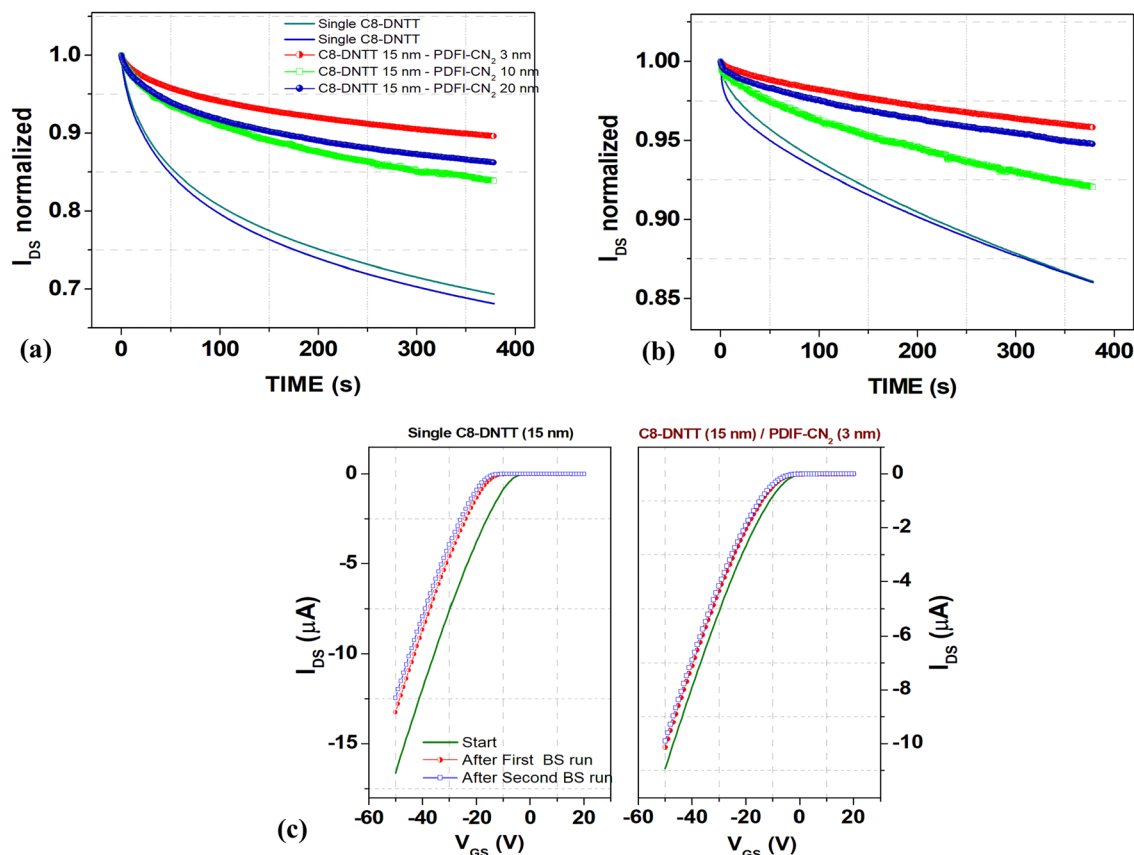 Single C8-DNTT
Single C8-DNTT
C8-DNTT 15 nm - PDFI-CN2 3 nm
C8-DNTT 15 nm - PDFI-CN2 10 nm
C8-DNTT 15 nm - PDFI-CN2 20 nm
1.0
0.9
0.8
0.7
IDS normalized
0 100 200 300 400
TIME (s)
(a)
1.00
0.95
0.90
0.85
IDS normalized
0 100 200 300 400
TIME (s)
(b)
Single C8-DNTT (15 nm)
0
-5
-10
-15
IDS (μA)
Start
After First BS run
After Second BS run
-60 -40 -20 0 20
VGS (V)
C8-DNTT (15 nm) / PDIF-CN2 (3 nm)
0
-2
-4
-6
-8
-10
IDS (μA)
-60 -40 -20 0 20
VGS (V)
(c)